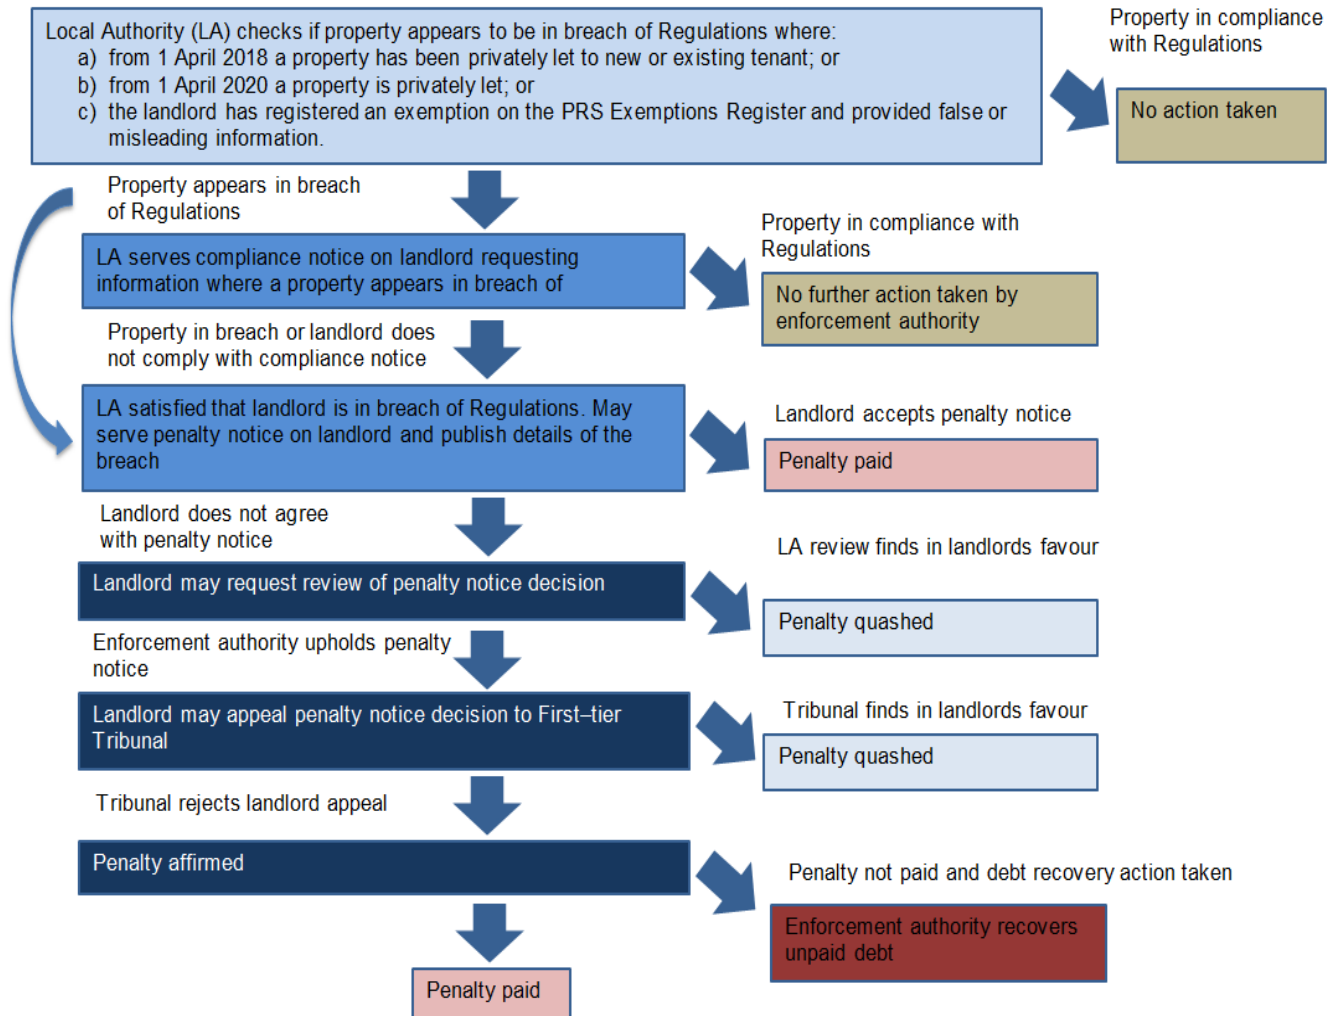 Local Authority (LA) checks if property appears to be in breach of Regulations where:
a) from 1 April 2018 a property has been privately let to new or existing tenant; or
b) from 1 April 2020 a property is privately let; or
c) the landlord has registered an exemption on the PRS Exemptions Register and provided false or
misleading information.
Property in compliance
with Regulations
No action taken
Property appears in breach
of Regulations
LA serves compliance notice on landlord requesting
information where a property appears in breach of
Property in compliance with
Regulations
No further action taken by
enforcement authority
Property in breach or landlord does
not comply with compliance notice
LA satisfied that landlord is in breach of Regulations. May
serve penalty notice on landlord and publish details of the
breach
Landlord accepts penalty notice
Penalty paid
Landlord does not agree
with penalty notice
Landlord may request review of penalty notice decision
LA review finds in landlords favour
Penalty quashed
Enforcement authority upholds penalty
notice
Landlord may appeal penalty notice decision to First–tier
Tribunal
Tribunal finds in landlords favour
Penalty quashed
Tribunal rejects landlord appeal
Penalty affirmed
Penalty not paid and debt recovery action taken
Enforcement authority recovers
unpaid debt
Penalty paid